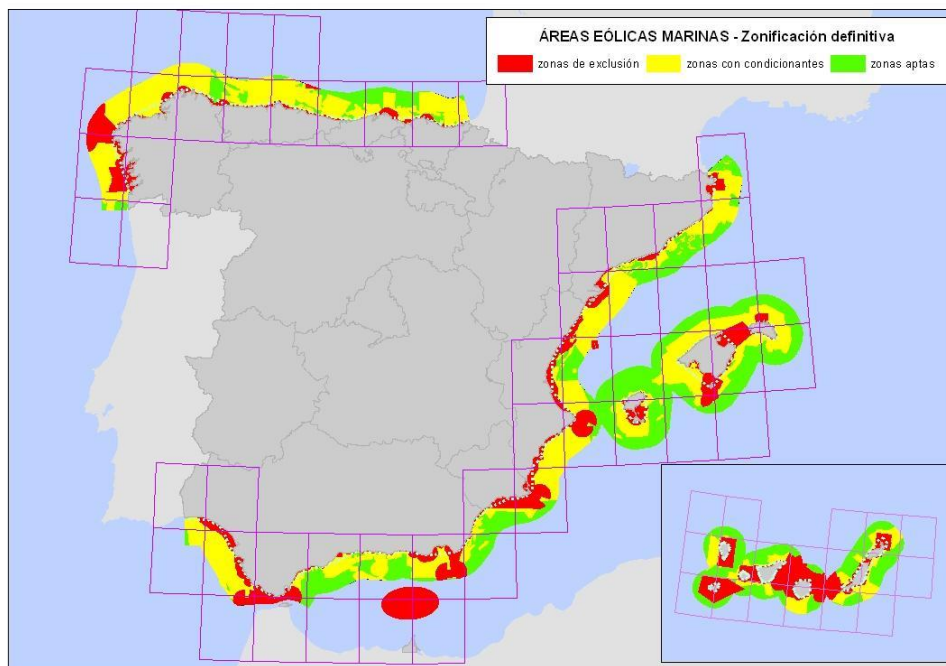 ÁREAS EÓLICAS MARINAS - Zonificación definitiva
zonas de exclusión zonas con condicionantes zonas aptas